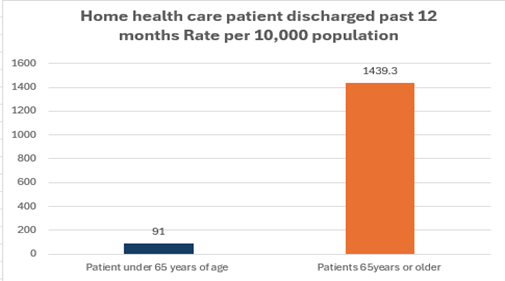 Home health care patient discharged past 12
months Rate per 10,000 population
1600
1400
1200
1000
800
600
400
200
0
91
1439.3
Patient under 65 years of age
Patients 65years or older